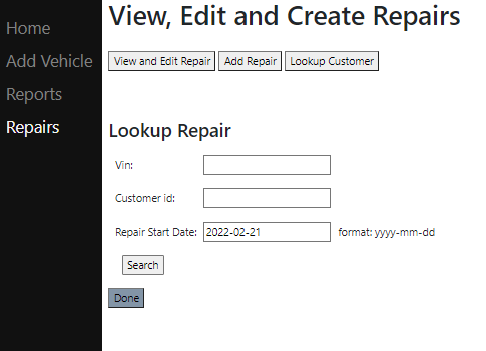 Home
Add Vehicle
Reports
Repairs
View, Edit and Create Repairs
View and Edit Repair Add Repair Lookup Customer
Lookup Repair
Vin:
Customer id:
Repair Start Date: 2022-02-21 format: yyyy-mm-dd
Search
Done